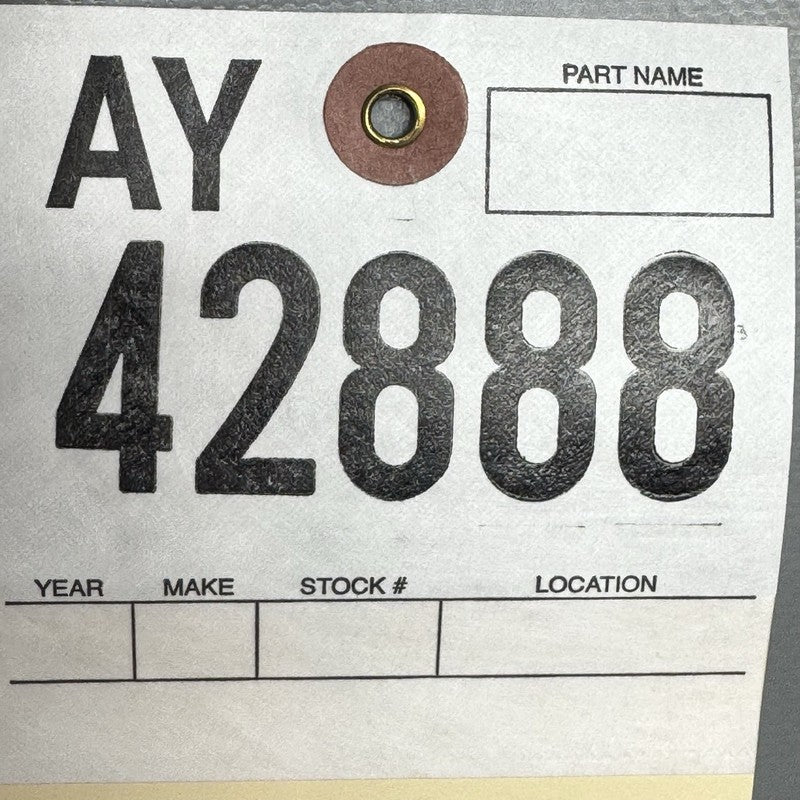 AY
PART NAME
42888
YEAR MAKE STOCK # LOCATION